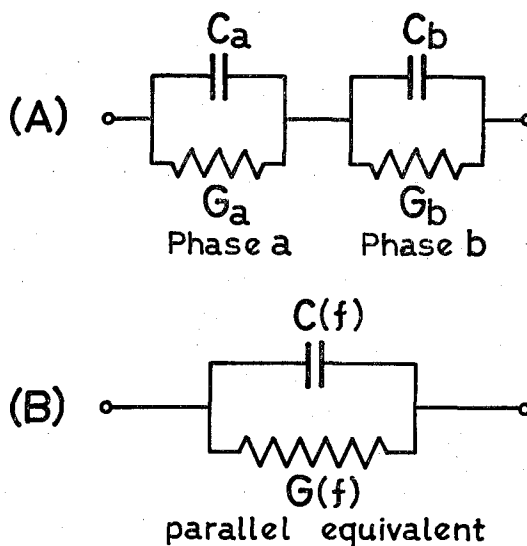 Ca Cb
(A)
Ga Gb
Phase a Phase b
C(f)
(B)
G(f)
parallel equivalent